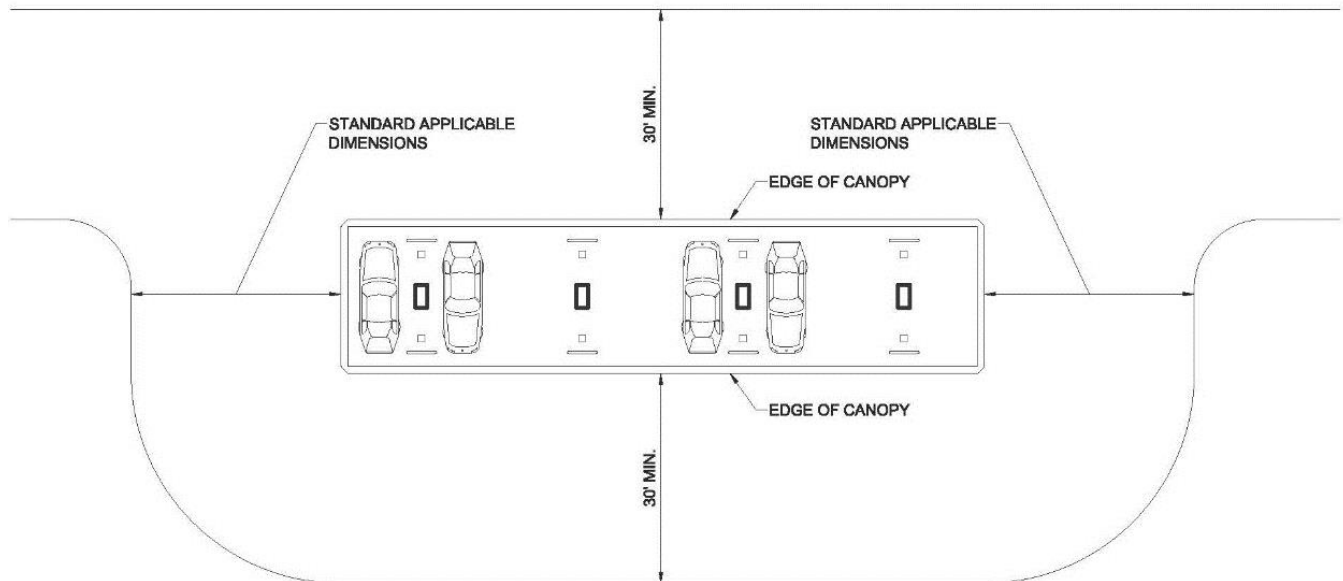 30' MIN.
STANDARD APPLICABLE
DIMENSIONS
STANDARD APPLICABLE
DIMENSIONS
EDGE OF CANOPY
EDGE OF CANOPY
30' MIN.